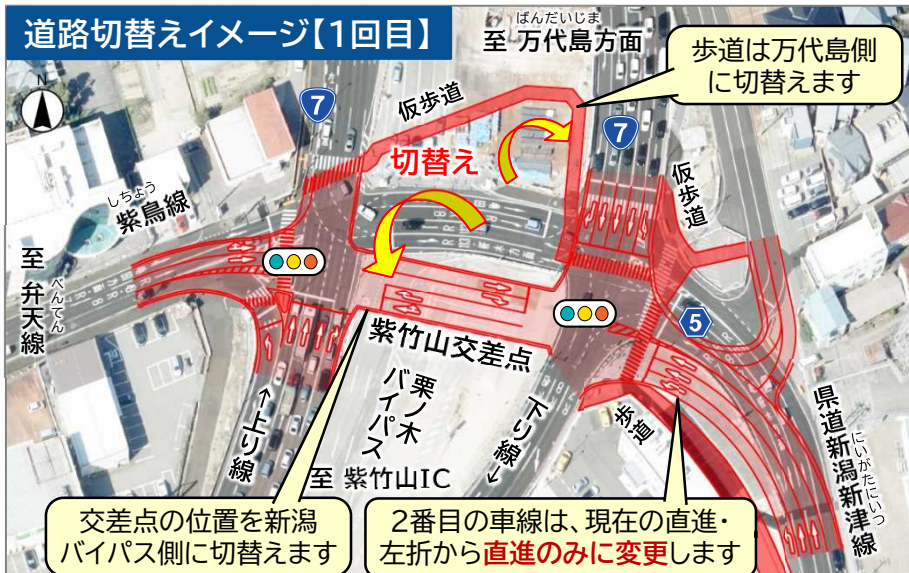 道路切替えイメージ【1回目】
ばんだいじま
至 万代島方面
歩道は万代島側
に切替えます
N
7
仮歩道
7
切替え
仮歩道
しちょう
紫鳥線
至 弁天線
べんてん
5
紫竹山交差点
栗ノ木
バイパス
↑上り線
下り線↓
歩道
県道新潟新津線
にいがたにいつ
至 紫竹山IC
交差点の位置を新潟
バイパス側に切替えます
2番目の車線は、現在の直進・
左折から直進のみに変更します